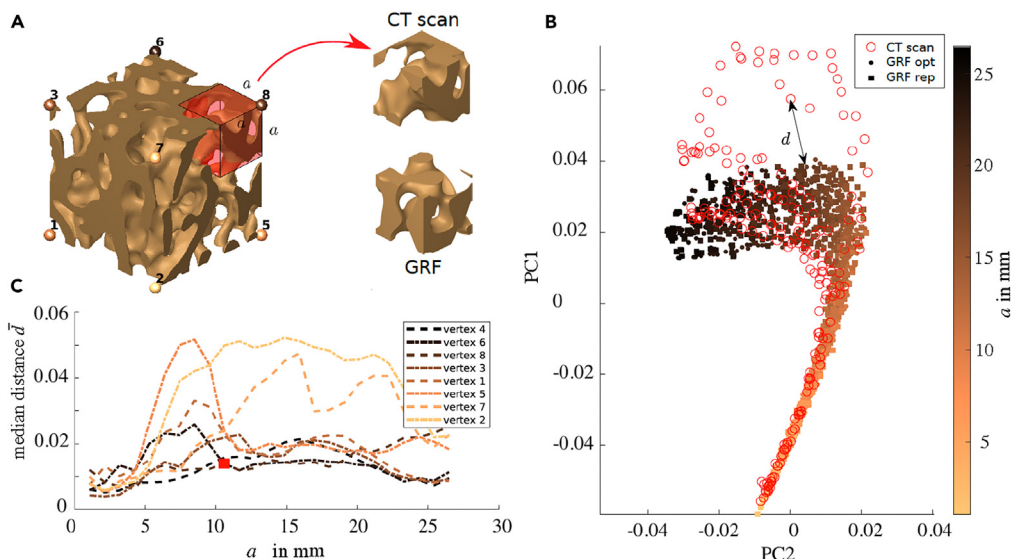 A
CT scan
6
a
3
8
a
a
7
1
5
2
GRF
B
CT scan
GRF opt
GRF rep
0.06
0.04
0.02
0
-0.02
-0.04
d
PC1
-0.04
-0.02
0
0.02
0.04
PC2
25
20
15
10
5
a in mm
C
0.06
0.04
0.02
0
median distance d̄
vertex 4
vertex 6
vertex 8
vertex 3
vertex 1
vertex 5
vertex 7
vertex 2
0
5
10
15
20
25
30
a in mm